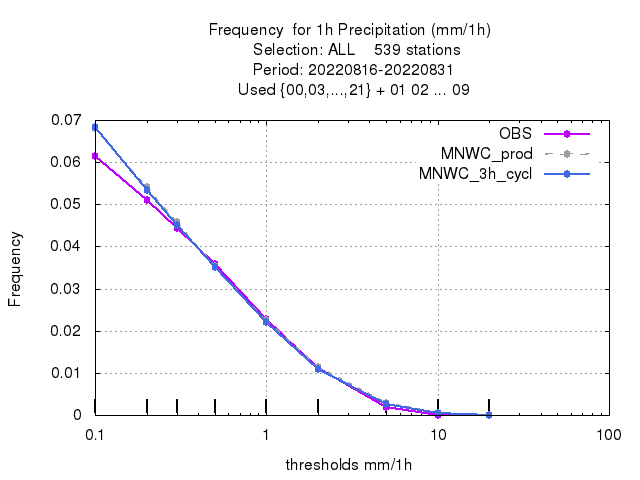 Frequency  for 1h Precipitation (mm/1h)
Selection: ALL    539 stations
Period: 20220816-20220831
Used {00,03,...,21} + 01 02 ... 09
0.07
0.06
0.05
0.04
0.03
0.02
0.01
0
Frequency
OBS
MNWC_prod
MNWC_3h_cycl
0.1 1 10 100
thresholds mm/1h